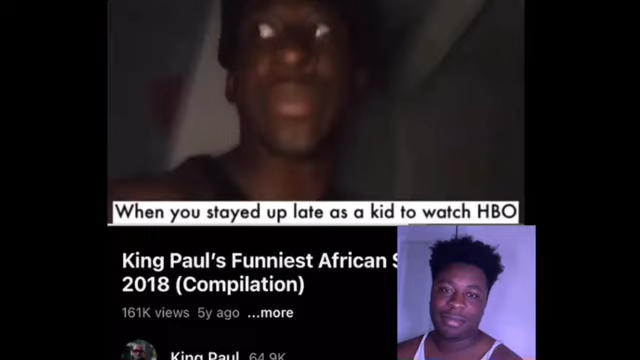 When you stayed up late as a kid to watch HBO
King Paul's Funniest African
2018 (Compilation)
161K views 5y ago ...more
King Paul 64.9K